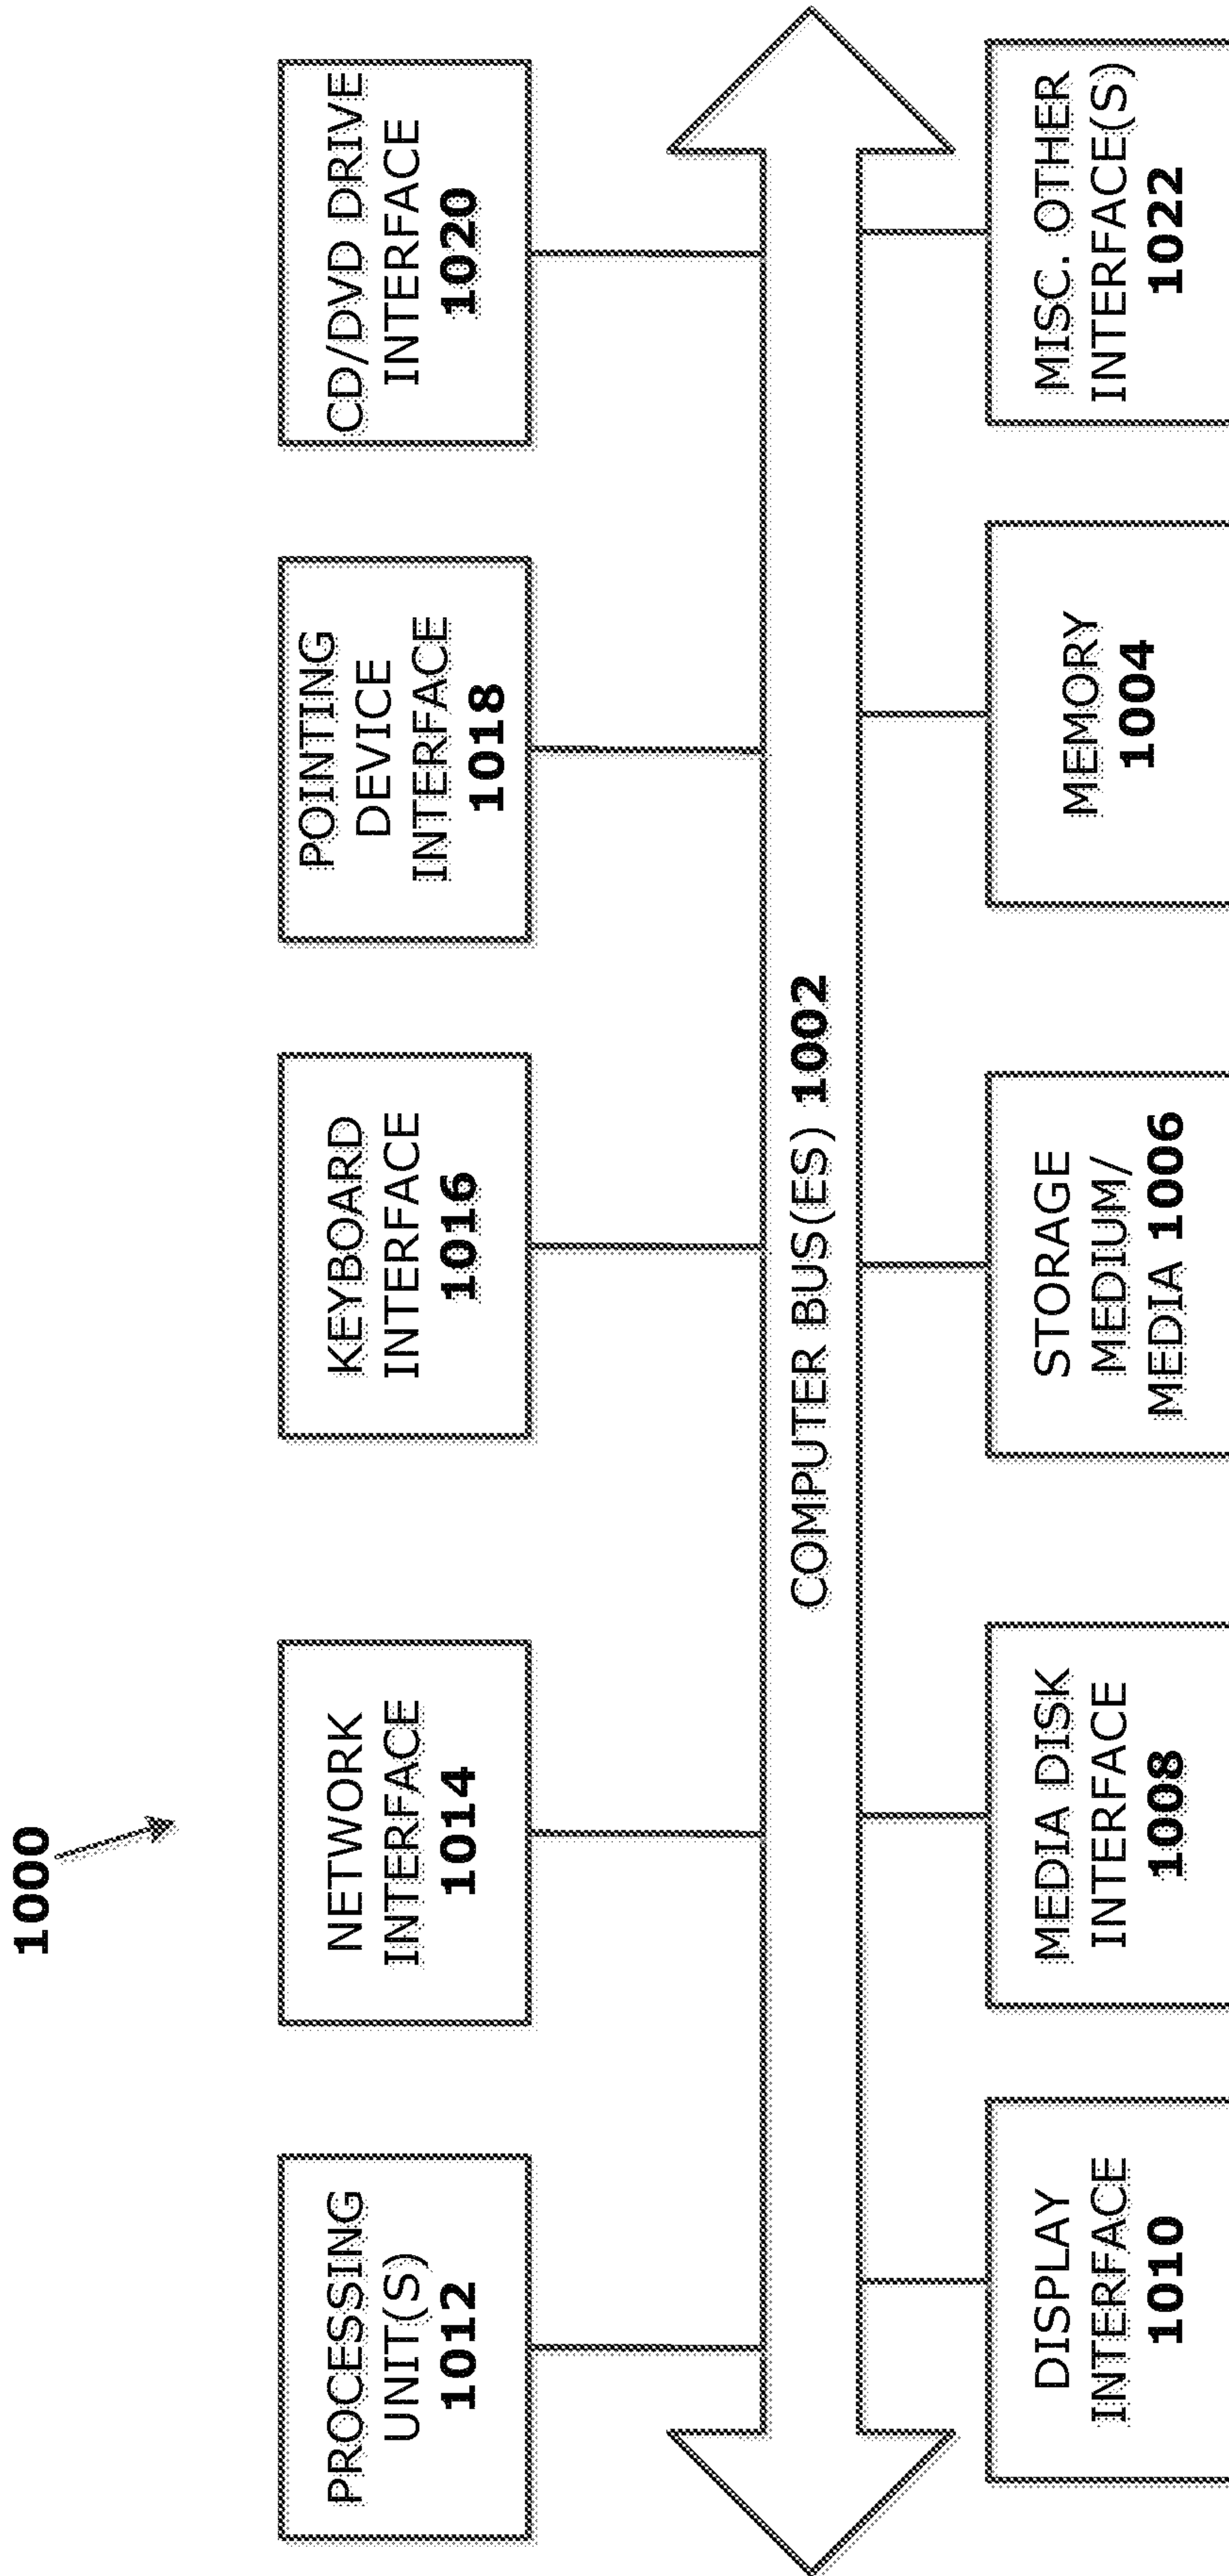 1000
PROCESSING
UNIT(S)
1012
NETWORK
INTERFACE
1014
KEYBOARD
INTERFACE
1016
POINTING
DEVICE
INTERFACE
1018
CD/DVD DRIVE
INTERFACE
1020
COMPUTER BUS(ES) 1002
DISPLAY
INTERFACE
1010
MEDIA DISK
INTERFACE
1008
STORAGE
MEDIUM/
MEDIA 1006
MEMORY
1004
MISC. OTHER
INTERFACE(S)
1022